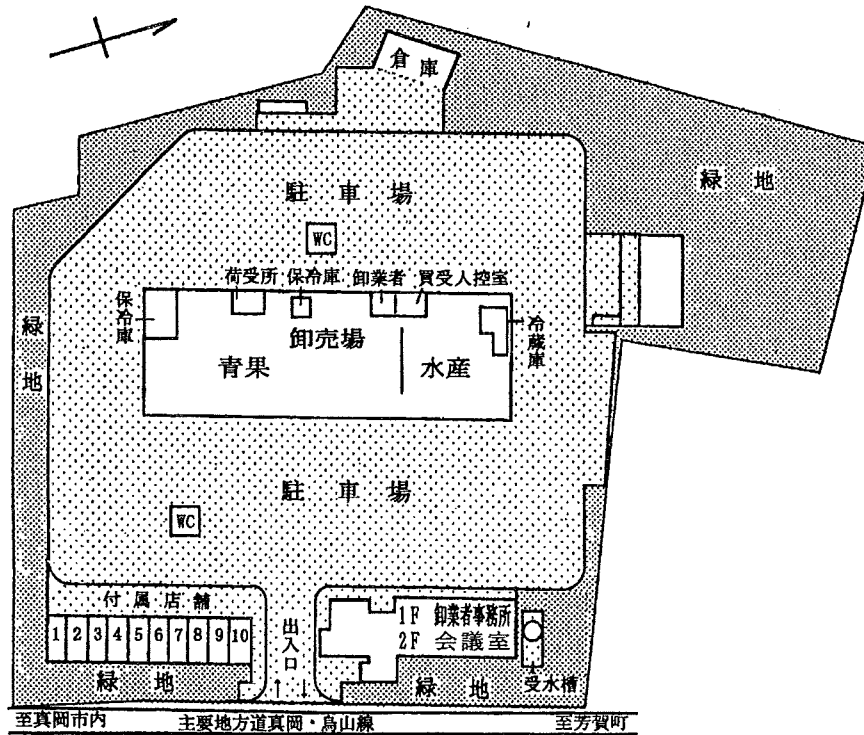 倉庫
緑地
駐車場
WC
荷受所
保冷庫
卸業者
買受人控室
保冷庫
卸売場
冷蔵庫
青果
水産
緑地
駐車場
WC
付属店舗
1 2 3 4 5 6 7 8 9 10
出入口
↑ ↓
1F 卸業者事務所
2F 会議室
受水槽
緑地
緑地
至真岡市内
主要地方道真岡・烏山線
至芳賀町